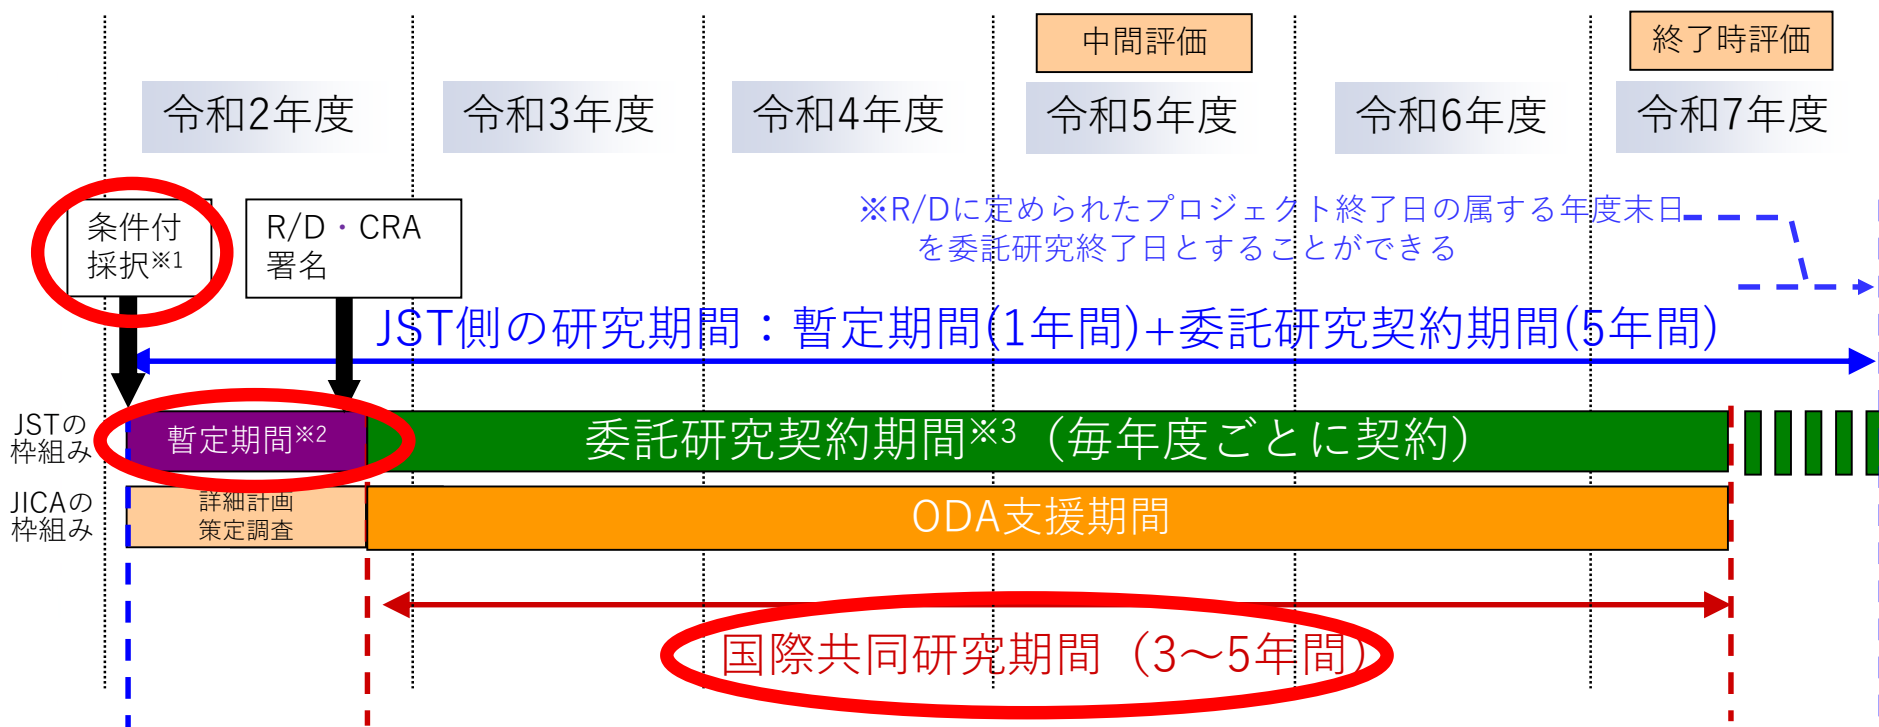 中間評価
終了時評価
令和2年度
令和3年度
令和4年度
令和5年度
令和6年度
令和7年度
条件付
採択※1
R/D・CRA
署名
※R/Dに定められたプロジェクト終了日の属する年度末日
を委託研究終了日とすることができる
JST側の研究期間：暫定期間(1年間)+委託研究契約期間(5年間)
JSTの
枠組み
暫定期間※2
委託研究契約期間※3（毎年度ごとに契約）
JICAの
枠組み
詳細計画
策定調査
ODA支援期間
国際共同研究期間（3～5年間）